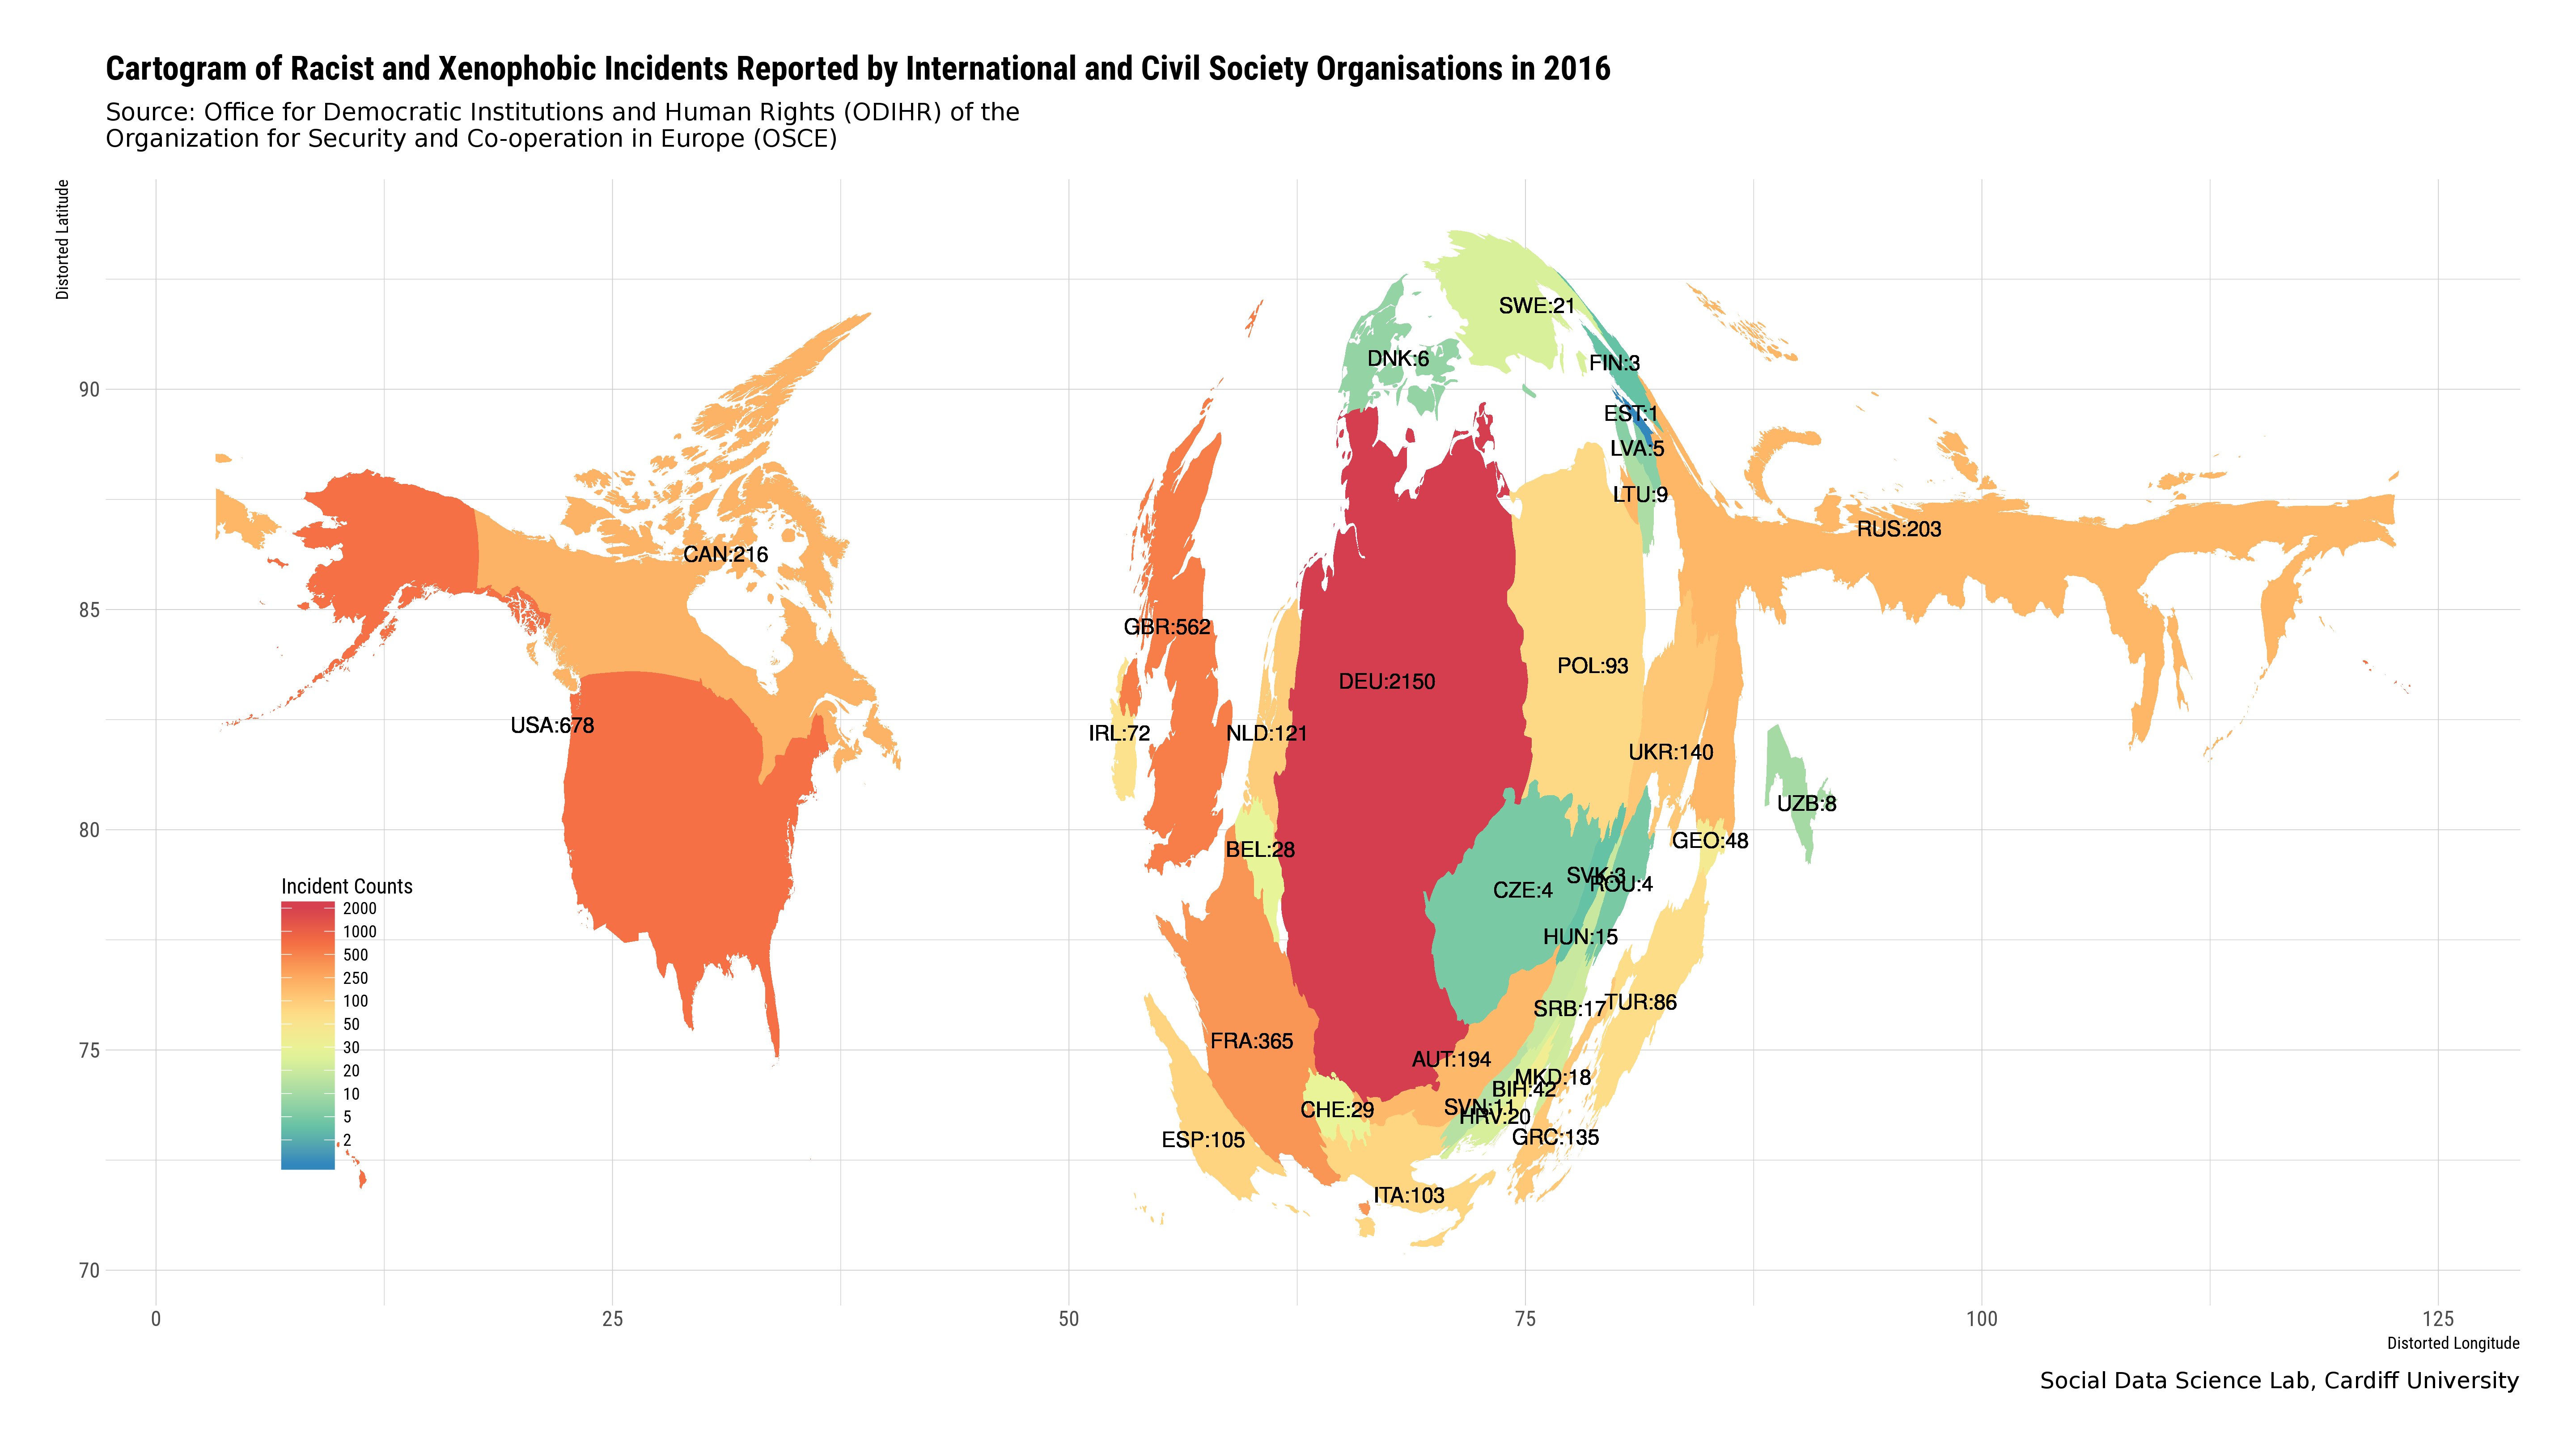 Cartogram of Racist and Xenophobic Incidents Reported by International and Civil Society Organisations in 2016
Source: Office for Democratic Institutions and Human Rights (ODIHR) of the
Organization for Security and Co-operation in Europe (OSCE)
Distorted Latitude
90
85
80
75
70
SWE:21
DNK:6
FIN:3
EST:1
LVA:5
LTU:9
RUS:203
CAN:216
GBR:562
POL:93
DEU:2150
USA:678
IRL:72
NLD:121
UKR:140
UZB:8
GEO:48
BEL:28
SVK:3
ROU:4
CZE:4
HUN:15
SRB:17
TUR:86
FRA:365
AUT:194
MKD:18
BIH:42
SVN:11
HRV:20
CHE:29
ESP:105
GRC:135
ITA:103
Incident Counts
2000
1000
500
250
100
50
30
20
10
5
2
0
25
50
75
100
125
Distorted Longitude
Social Data Science Lab, Cardiff University